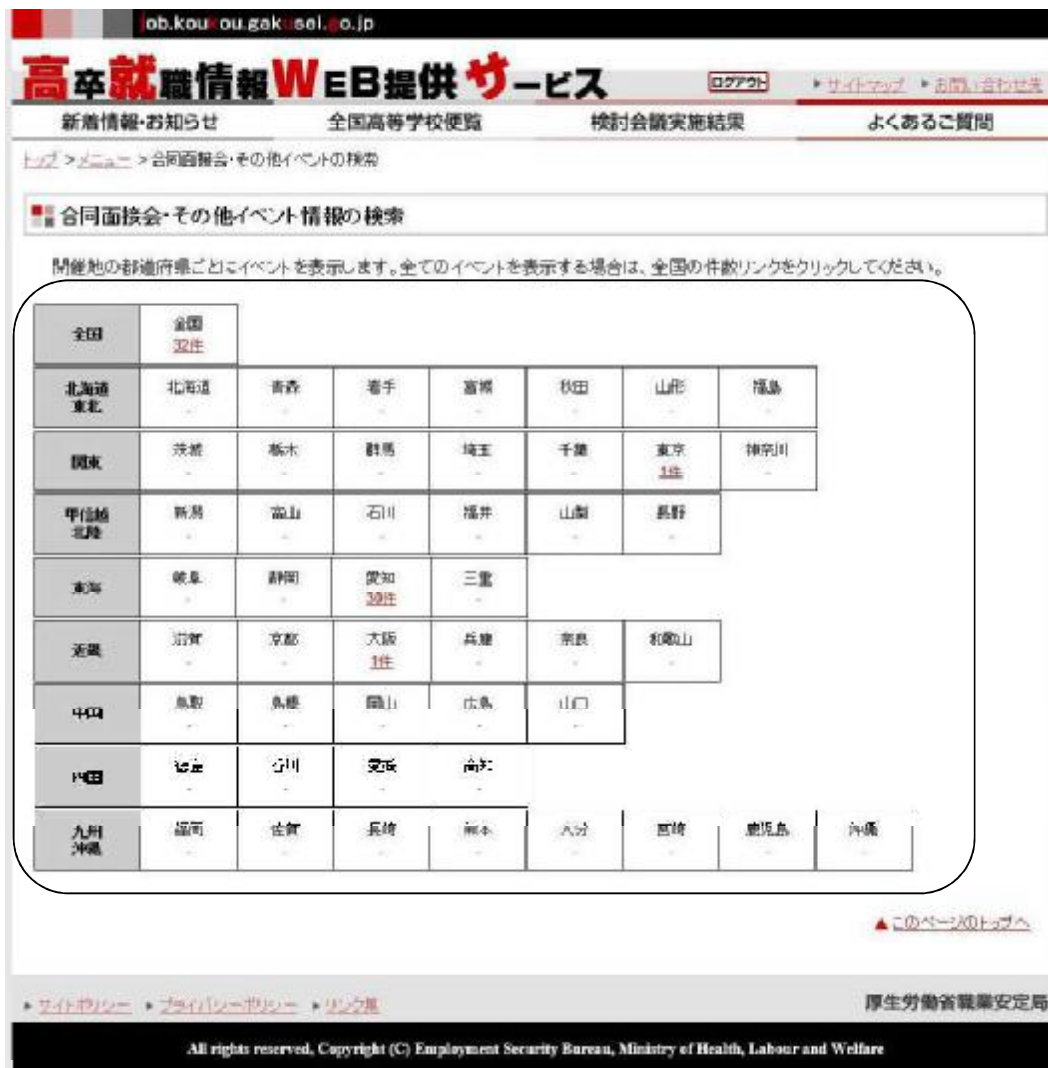 job.koukou.gakusei.go.jp
高卒就職情報WEB提供サービス
ログアウト
サイトマップ
お問い合わせ先
新着情報・お知らせ
全国高等学校便覧
検討会議実施結果
よくあるご質問
トップ > メニュー > 合同面接会・その他イベントの検索
合同面接会・その他イベント情報の検索
開催地の都道府県ごとにイベントを表示します。全てのイベントを表示する場合は、全国の件数リンクをクリックしてください。
全国
全国
32件
北海道
東北
北海道 青森 岩手 宮城 秋田 山形 福島
- - - - - - -
関東
茨城 栃木 群馬 埼玉 千葉 東京 神奈川
- - - - - 1件 -
甲信越
北陸
新潟 富山 石川 福井 山梨 長野
- - - - - -
東海
岐阜 静岡 愛知 三重
- - 30件 -
近畿
滋賀 京都 大阪 兵庫 奈良 和歌山
- - 1件 - - -
中国
鳥取 島根 岡山 広島 山口
- - - - -
四国
徳島 香川 愛媛 高知
- - - -
九州
沖縄
福岡 佐賀 長崎 熊本 大分 宮崎 鹿児島 沖縄
- - - - - - - -
▲このページのトップへ
サイトポリシー
プライバシーポリシー
リンク集
厚生労働省職業安定局
All rights reserved, Copyright (C) Employment Security Bureau, Ministry of Health, Labour and Welfare